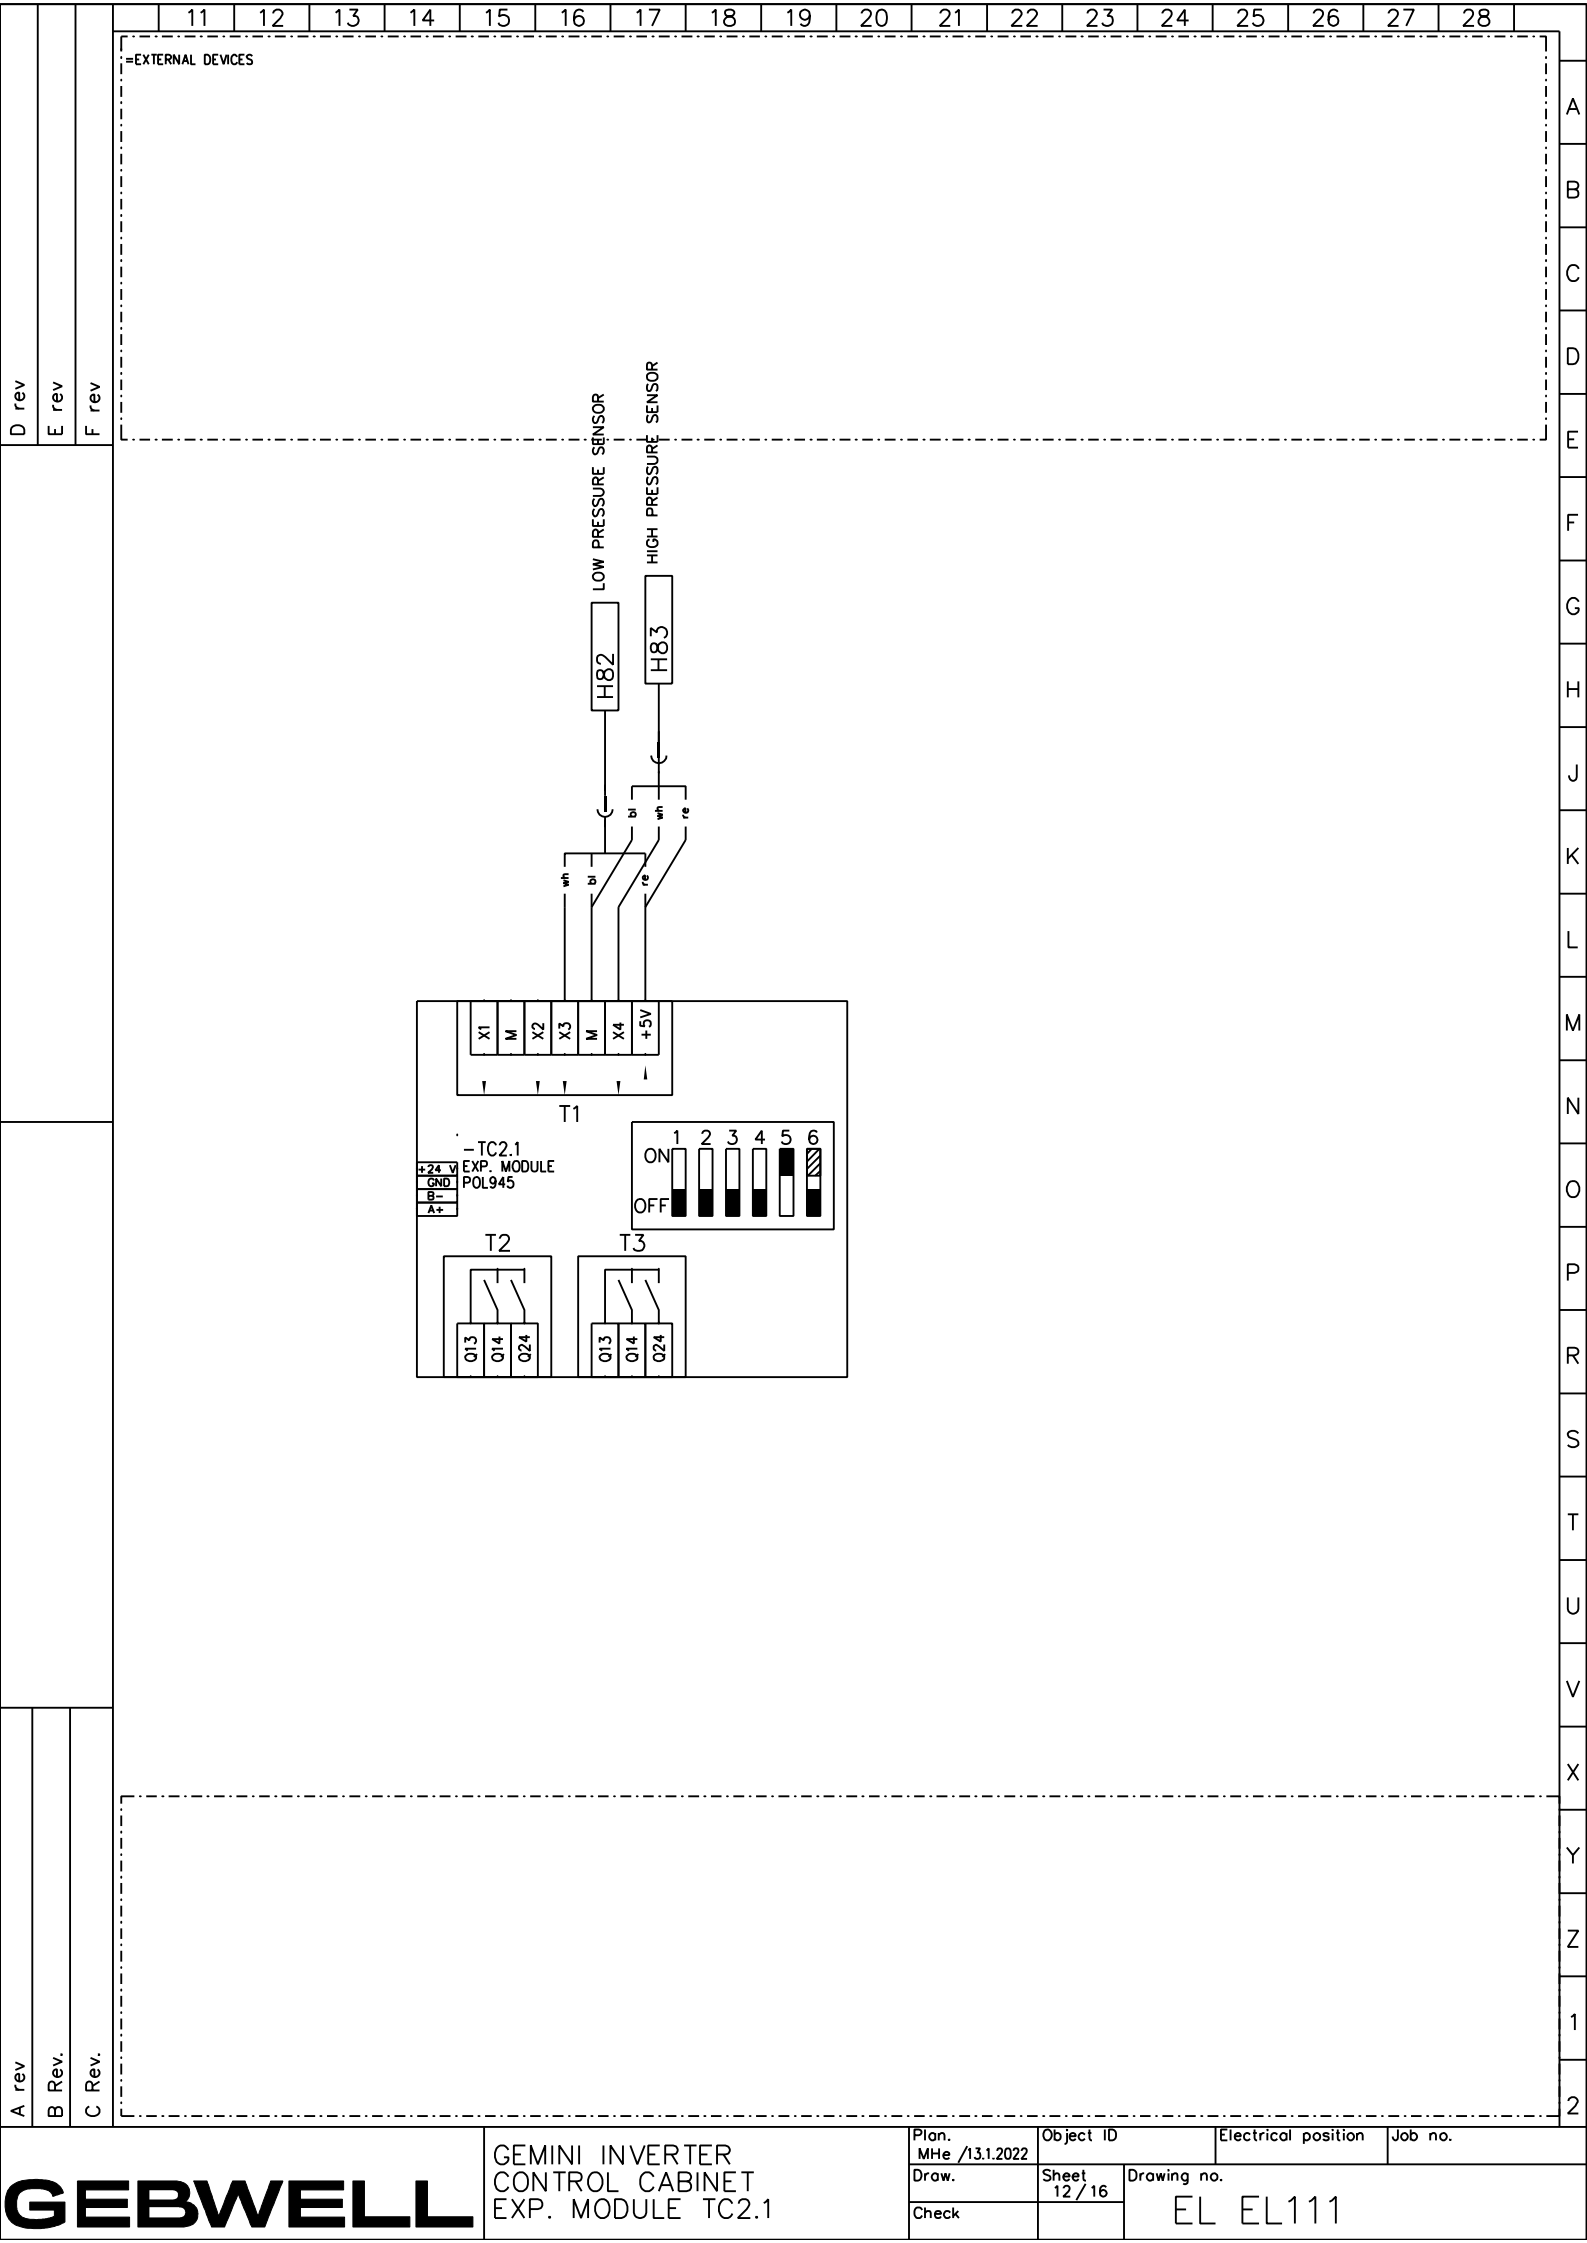 11 12 13 14 15 16 17 18 19 20 21 22 23 24 25 26 27 28
=EXTERNAL DEVICES
A
B
C
D
E
F
G
H
J
K
L
M
N
O
P
R
S
T
U
V
X
Y
Z
1
2
D rev
E rev
F rev
LOW PRESSURE SENSOR
HIGH PRESSURE SENSOR
H82
H83
bl wh re
wh bl re
X1 M X2 X3 M X4 +5V
T1
-TC2.1
EXP. MODULE
POL945
+24 V
GND
B-
A+
1 2 3 4 5 6
ON
OFF
T2
T3
Q13 Q14 Q24
Q13 Q14 Q24
A rev
B Rev.
C Rev.
GEBWELL
GEMINI INVERTER
CONTROL CABINET
EXP. MODULE TC2.1
Plan.
MHe /13.1.2022
Draw.
Check
Object ID
Sheet
12/16
Electrical position
Job no.
Drawing no.
EL EL111